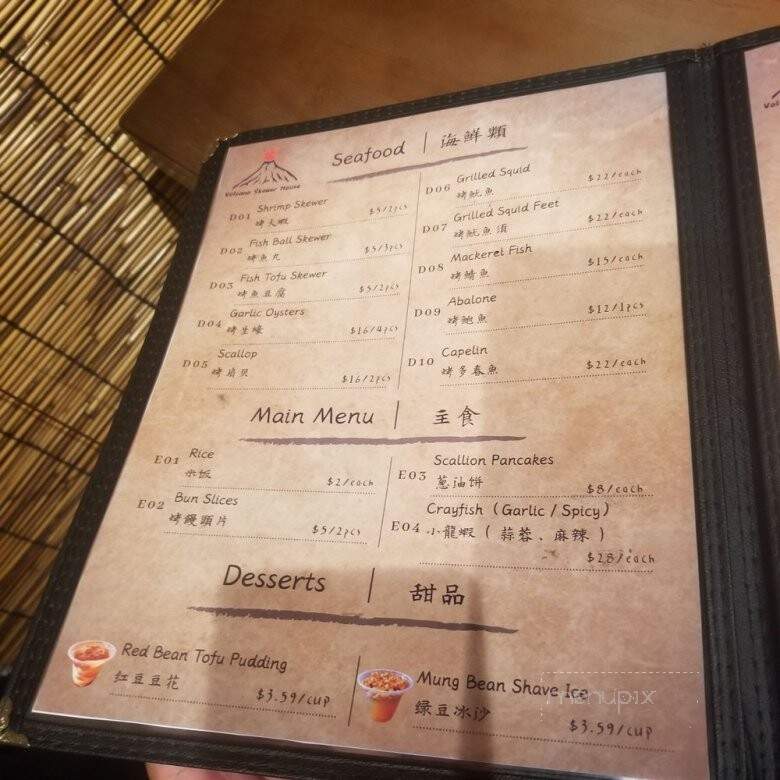 Seafood | 海鮮類
Volcano Skewer House
D01 Shrimp Skewer
烤大蝦 $5/2pcs
D02 Fish Ball Skewer
烤魚丸 $5/3pcs
D03 Fish Tofu Skewer
烤魚豆腐 $5/2pcs
D04 Garlic Oysters
烤生蠔 $16/4pcs
D05 Scallop
烤扇贝 $16/2pcs
D06 Grilled Squid
烤魷魚 $22/each
D07 Grilled Squid Feet
烤魷魚須 $22/each
D08 Mackerel Fish
烤鯖魚 $15/each
D09 Abalone
烤鲍魚 $12/1pcs
D10 Capelin
烤多春魚 $22/each
Main Menu | 主食
E01 Rice
米饭 $2/each
E02 Bun Slices
烤饅頭片 $5/2pcs
E03 Scallion Pancakes
蔥油饼 $8/each
E04 Crayfish (Garlic / Spicy)
小龍蝦 ( 蒜蓉、麻辣 )
$28/each
Desserts | 甜品
Red Bean Tofu Pudding
红豆豆花
$3.59/cup
Mung Bean Shave Ice
绿豆冰沙
$3.59/cup
menupix